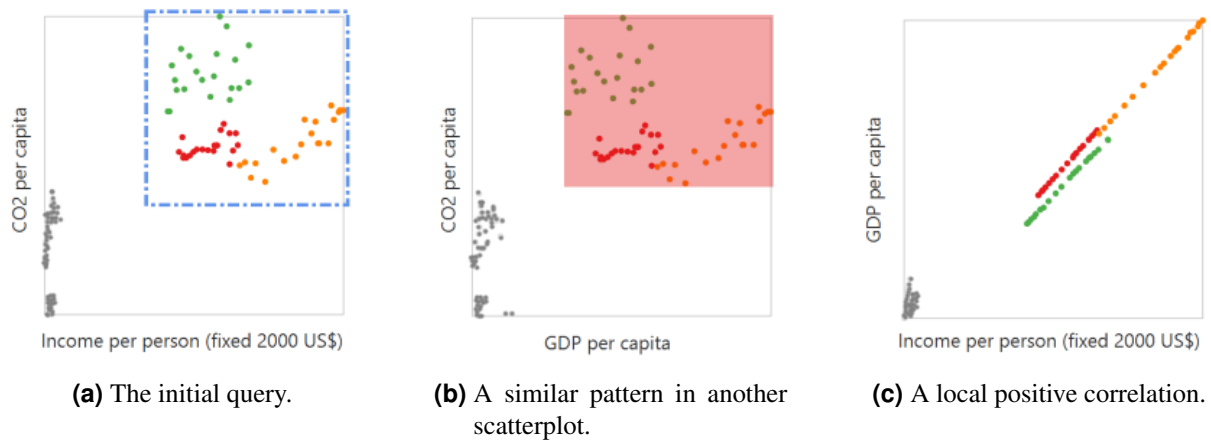 CO2 per capita
Income per person (fixed 2000 US$)
(a) The initial query.
CO2 per capita
GDP per capita
(b) A similar pattern in another
scatterplot.
GDP per capita
Income per person (fixed 2000 US$)
(c) A local positive correlation.